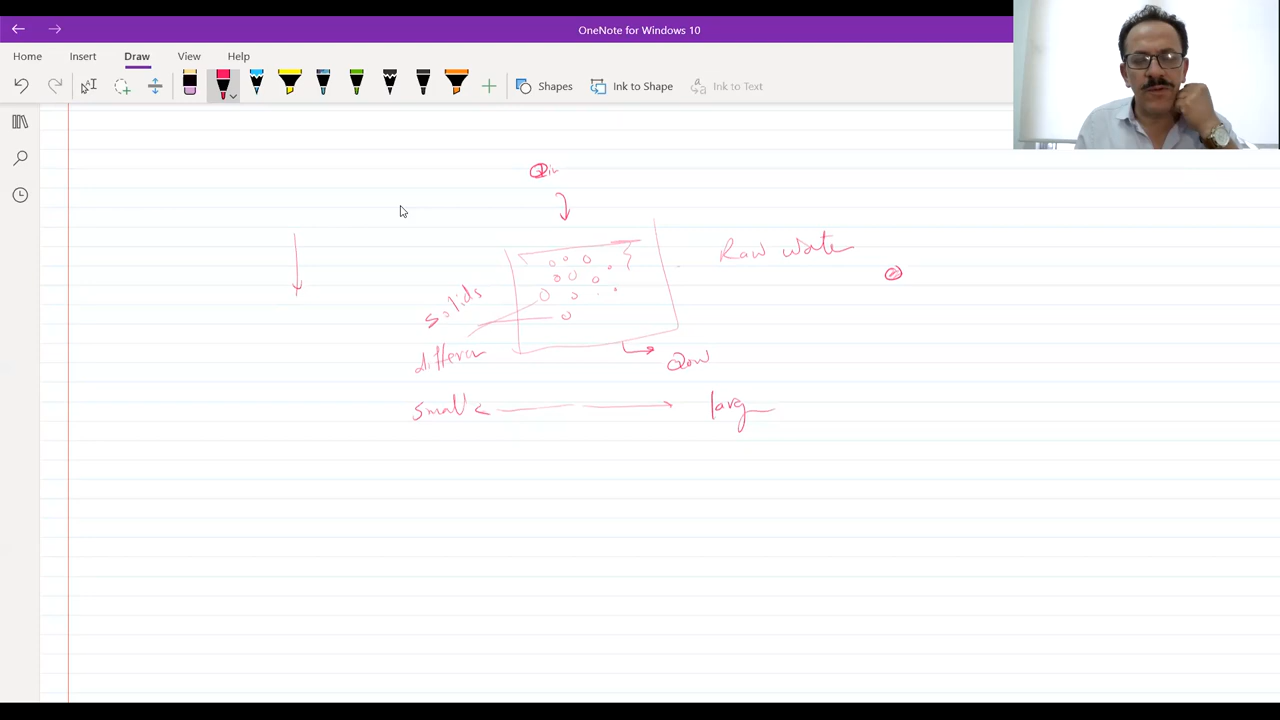 OneNote for Windows 10
Home Insert Draw View Help
Shapes Ink to Shape Ink to Text
Qin
Raw water
solids
differen
Qout
small
larg